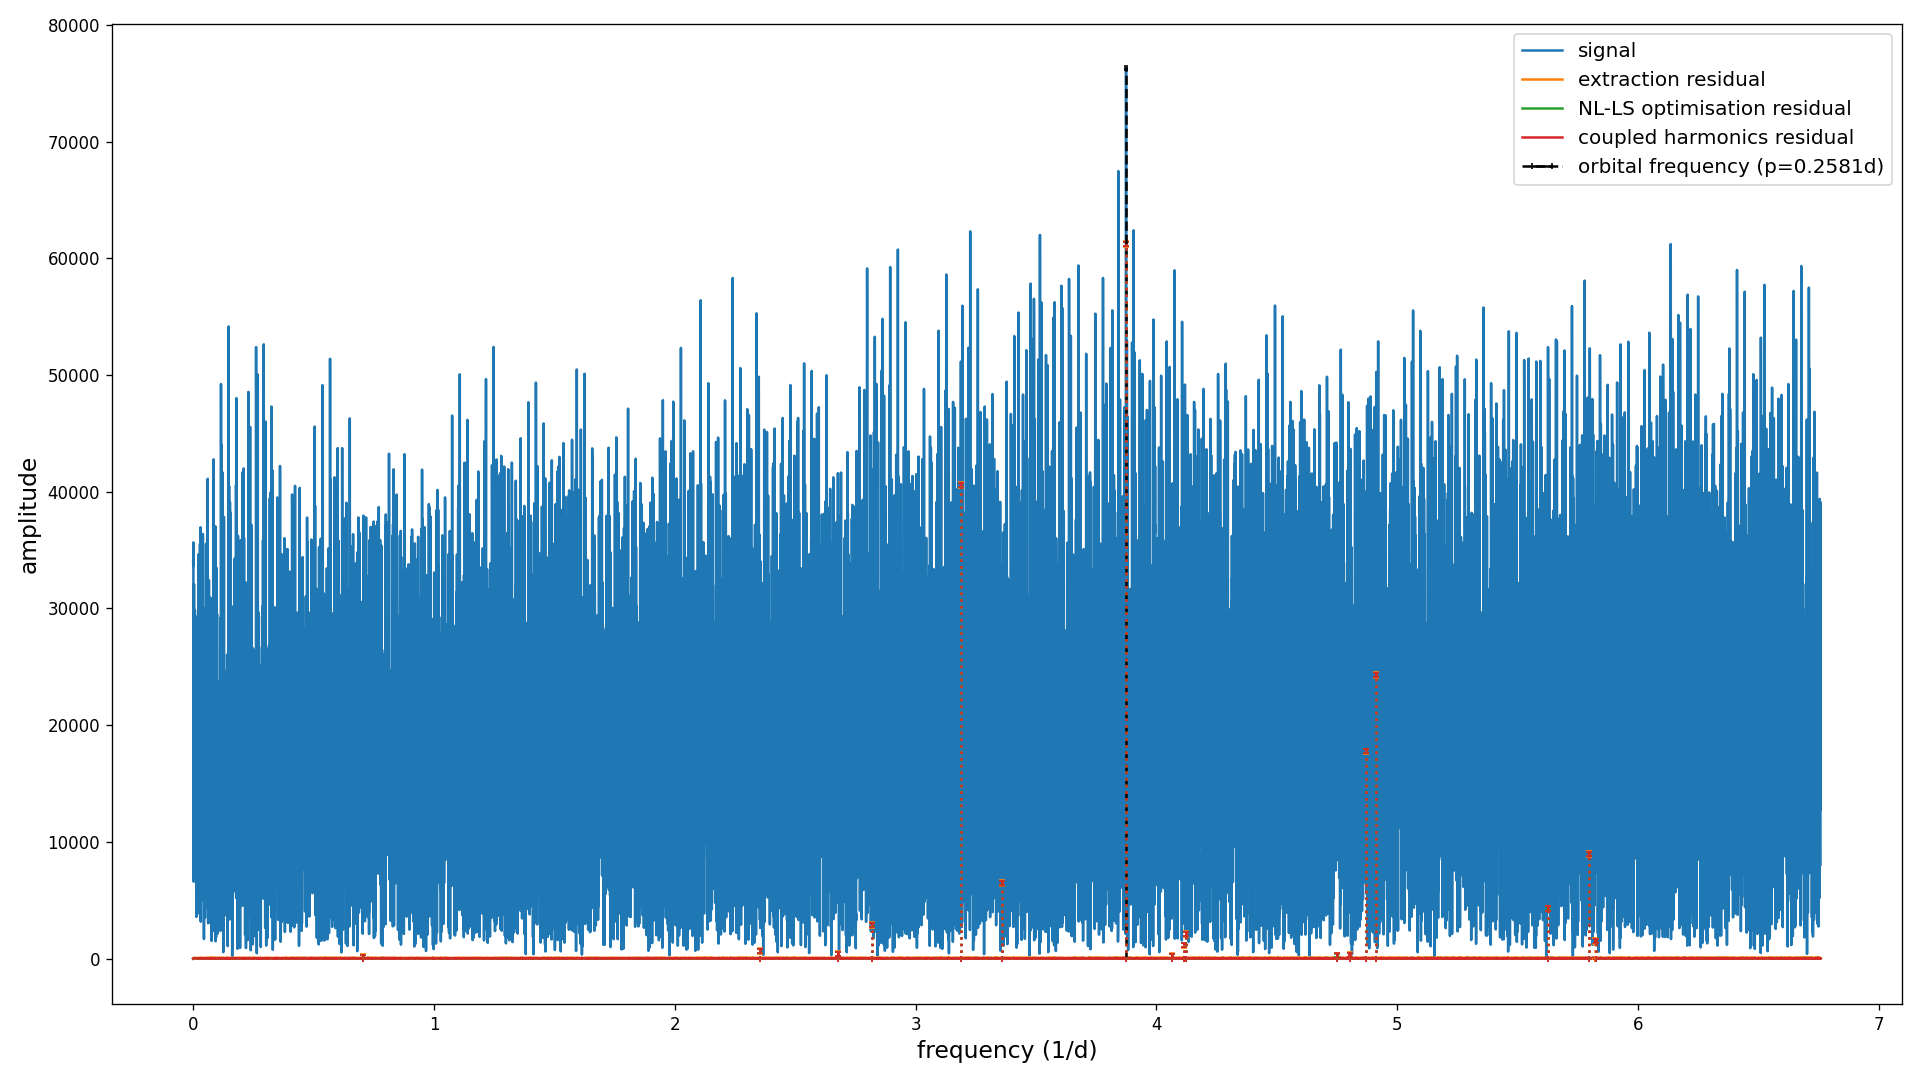 80000
70000
60000
50000
40000
30000
20000
10000
0
amplitude
signal
extraction residual
NL-LS optimisation residual
coupled harmonics residual
orbital frequency (p=0.2581d)
0 1 2 3 4 5 6 7
frequency (1/d)